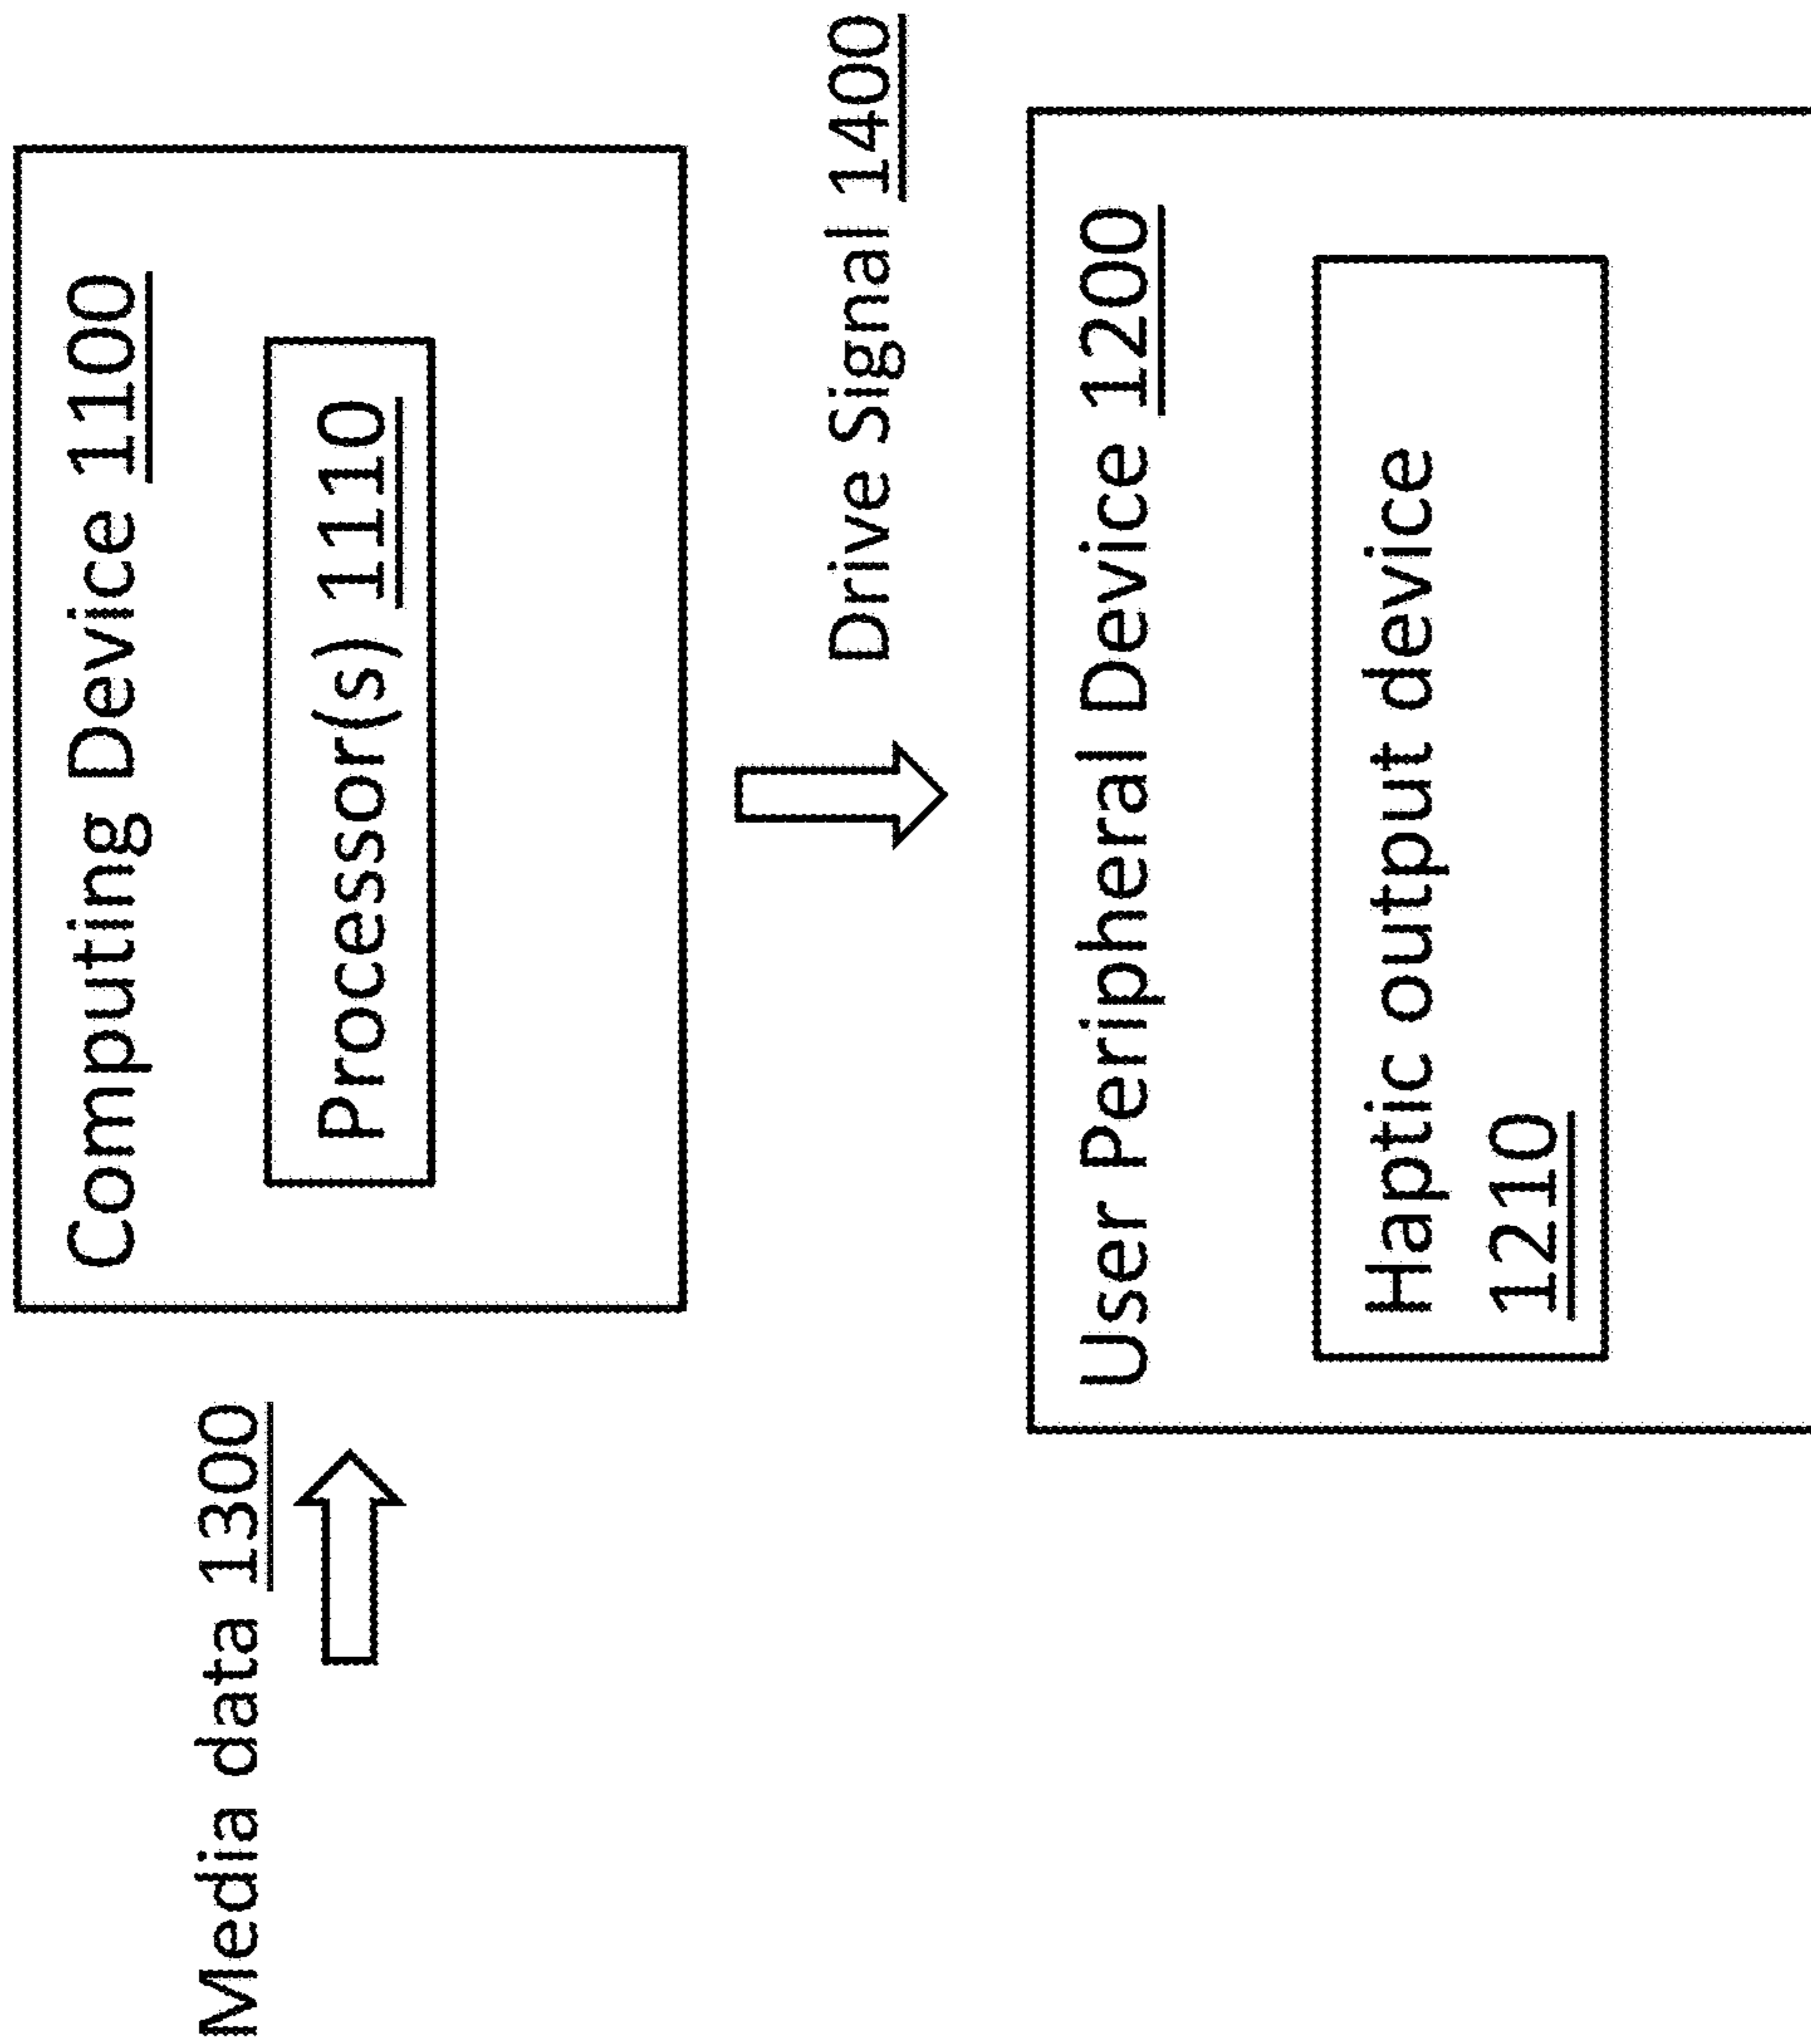 Computing Device 1100
Processor(s) 1110
Media data 1300
Drive Signal 1400
User Peripheral Device 1200
Haptic output device
1210